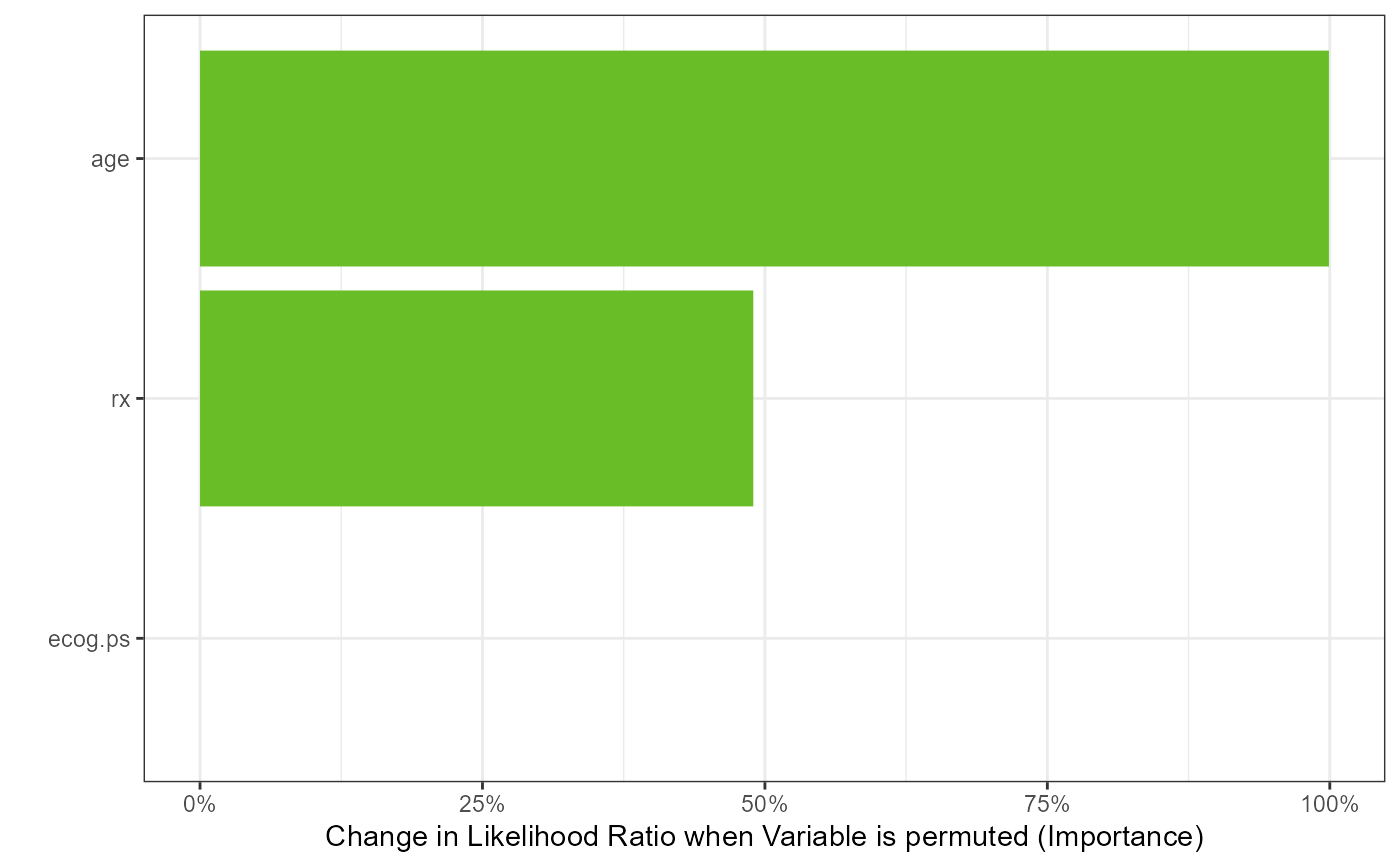 age
rx
ecog.ps
0% 25% 50% 75% 100%
Change in Likelihood Ratio when Variable is permuted (Importance)